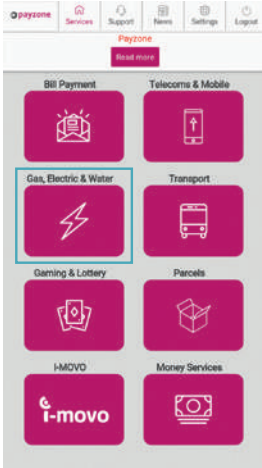 payzone Services Support News Settings Logout
Payzone
Read more
Bill Payment Telecoms & Mobile
Gas, Electric & Water Transport
Gaming & Lottery Parcels
I-MOVO Money Services
i-movo